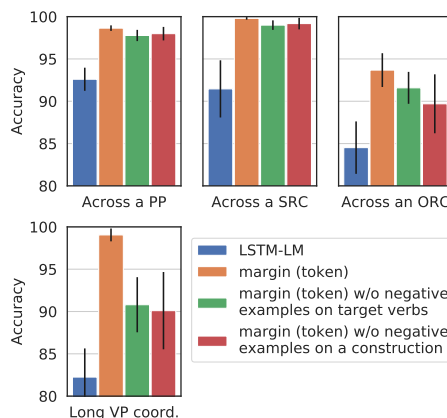 100
95
90
85
80
Accuracy
Across a PP
Across a SRC
Across an ORC
100
95
90
85
80
Accuracy
Long VP coord.
LSTM-LM
margin (token)
margin (token) w/o negative
examples on target verbs
margin (token) w/o negative
examples on a construction